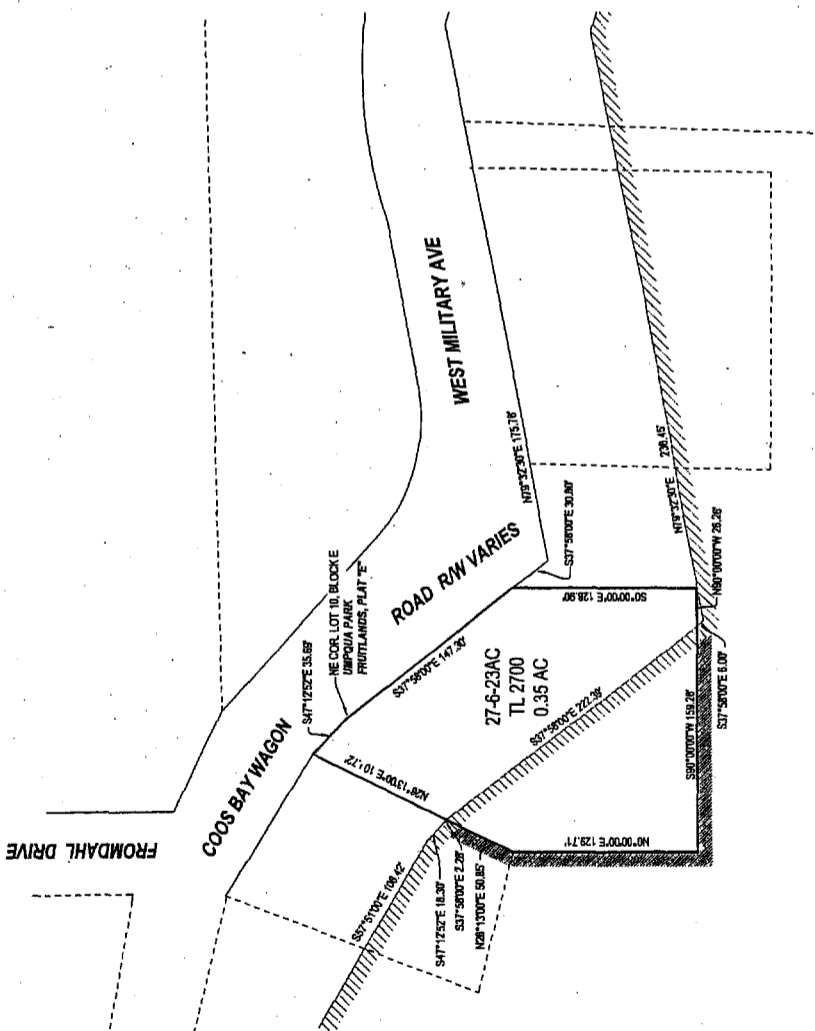 WEST MILITARY AVE
N79°32'30"E 175.78'
S37°58'00"E 30.80'
N79°32'30"E 236.45'
N90°00'00"W 26.26'
ROAD R/W VARIES
NE COR, LOT 10, BLOCK E
UMPQUA PARK
FRUITLANDS, PLAT "E"
S47°12'52"E 35.69'
COOS BAY WAGON
FROMDAHL DRIVE
S37°58'00"E 147.30'
S0°00'00"E 128.90'
27-6-23AC
TL 2700
0.35 AC
S37°58'00"E 222.39'
N26°13'00"E 101.72'
S90°00'00"W 159.28'
S37°58'00"E 6.00'
N0°00'00"E 129.71'
S57°51'00"E 108.42'
S47°12'52"E 18.30'
S37°58'00"E 2.28'
N26°13'00"E 50.85'